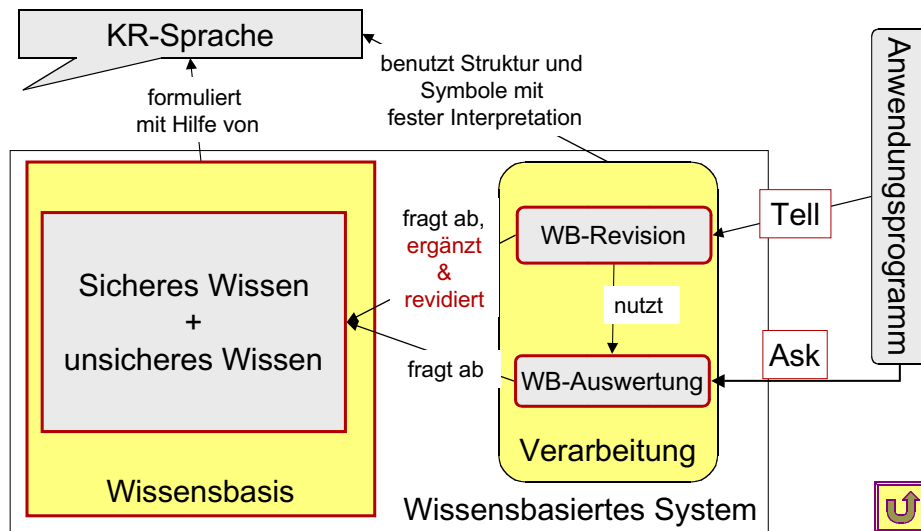 KR-Sprache
formuliert
mit Hilfe von
benutzt Struktur und
Symbole mit
fester Interpretation
Anwendungsprogramm
Sicheres Wissen
+
unsicheres Wissen
Wissensbasis
fragt ab,
ergänzt
&
revidiert
fragt ab
WB-Revision
nutzt
WB-Auswertung
Verarbeitung
Tell
Ask
Wissensbasiertes System